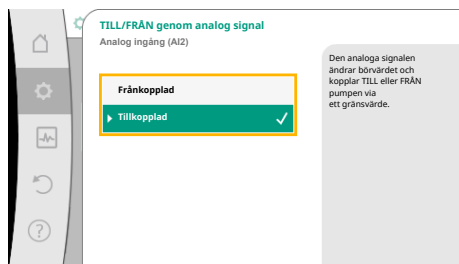 TILL/FRÅN genom analog signal
Analog ingång (AI2)
Frånkopplad
Tillkopplad
Den analoga signalen
ändrar börvärdet och
kopplar TILL eller FRÅN
pumpen via
ett gränsvärde.